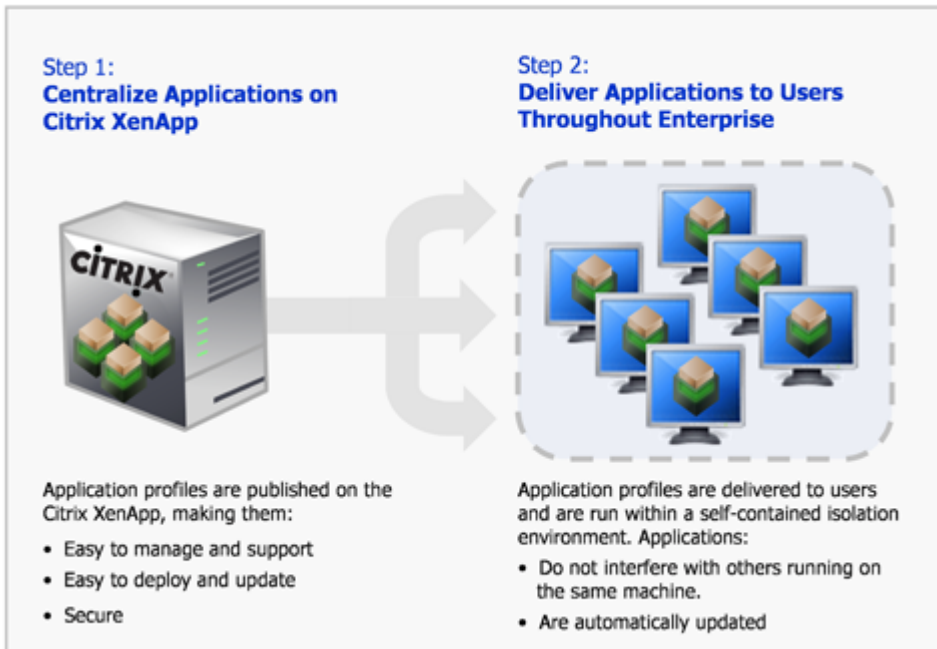 Step 1:
Centralize Applications on
Citrix XenApp
CİTRIX®
Application profiles are published on the
Citrix XenApp, making them:
• Easy to manage and support
• Easy to deploy and update
• Secure
Step 2:
Deliver Applications to Users
Throughout Enterprise
Application profiles are delivered to users
and are run within a self-contained isolation
environment. Applications:
• Do not interfere with others running on
the same machine.
• Are automatically updated